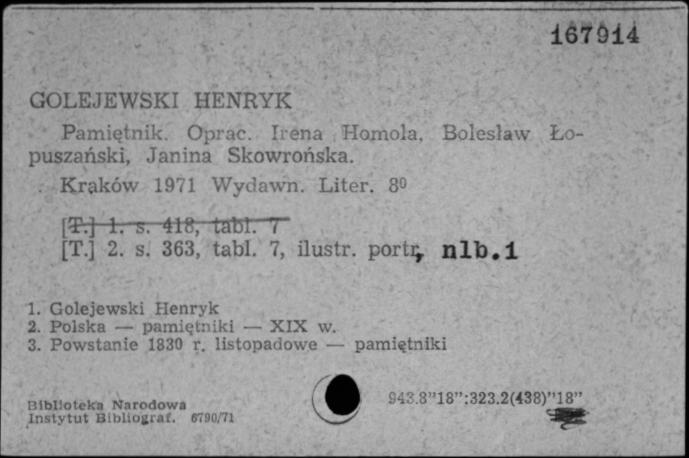 167914
GOLEJEWSKI HENRYK
Pamiętnik. Oprac. Irena Homola, Bolesław Ło-
puszański, Janina Skowrońska.
Kraków 1971 Wydawn. Liter. 8⁰
[T.] 1. s. 418, tabl. 7
[T.] 2. s. 363, tabl. 7, ilustr. portr, nlb.1
1. Golejewski Henryk
2. Polska — pamiętniki — XIX w.
3. Powstanie 1830 r. listopadowe — pamiętniki
943.8"18":323.2(438)"18"
Biblioteka Narodowa
Instytut Bibliograf. 6790/71